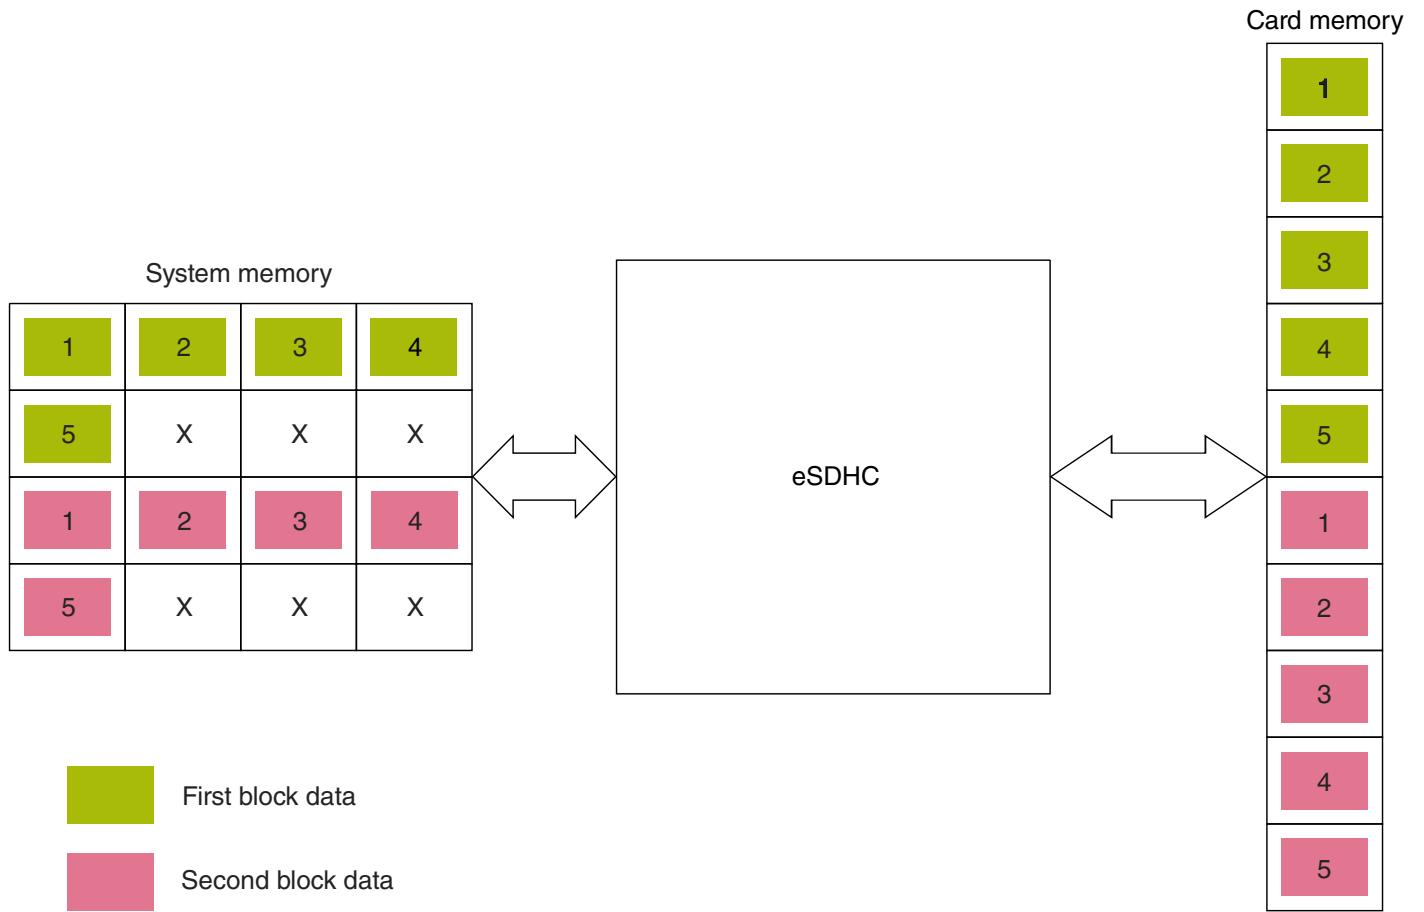 Card memory
1
2
3
4
5
1
2
3
4
5
System memory
1 2 3 4
5 X X X
1 2 3 4
5 X X X
eSDHC
First block data
Second block data